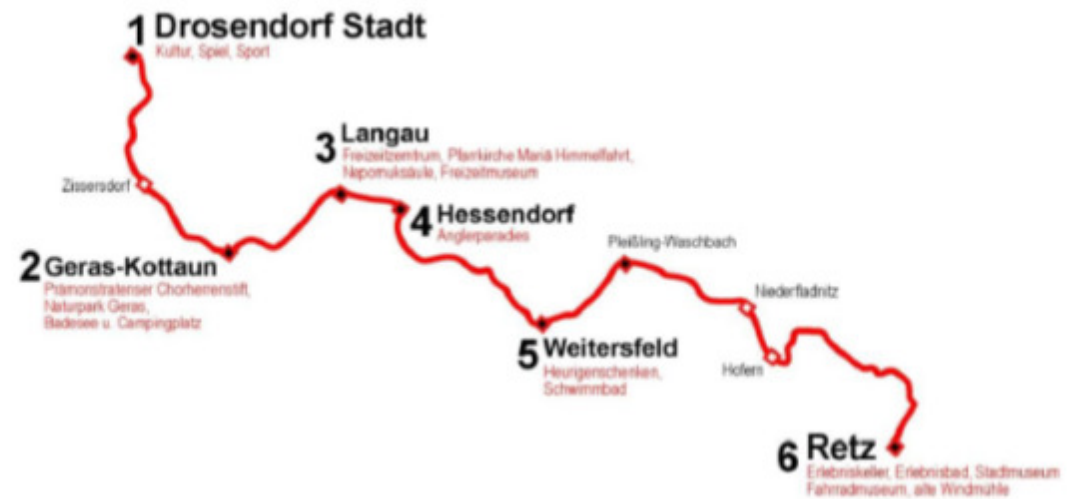 1 Drosendorf Stadt
Kultur, Spiel, Sport
3 Langau
Freizeitzentrum, Pfarrkirche Mariä Himmelfahrt,
Nepomuksäule, Freizeitmuseum
Zissersdorf
4 Hessendorf
Anglerparadies
Pleißling-Waschbach
2 Geras-Kottaun
Prämonstratenser Chorherrenstift,
Naturpark Geras,
Badesee u. Campingplatz
Niederfladnitz
5 Weitersfeld
Heurigenschenken,
Schwimmbad
Hofern
6 Retz
Erlebniskeller, Erlebnisbad, Stadtmuseum
Fahrradmuseum, alte Windmühle